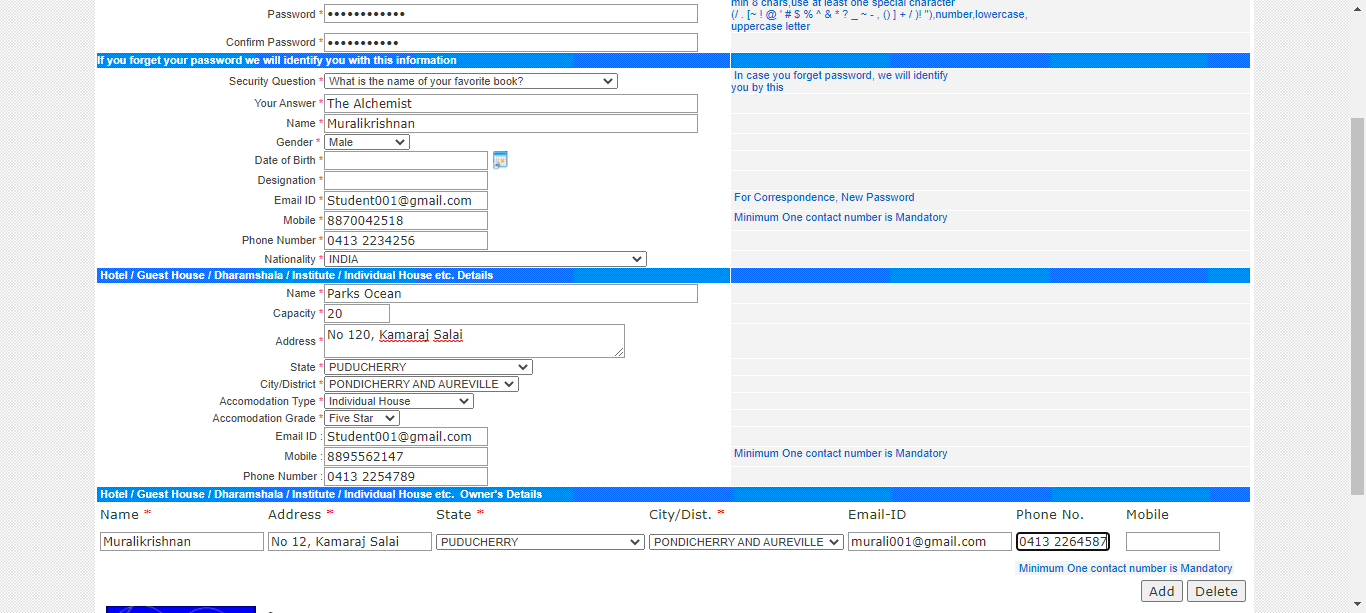 min 8 chars,use at least one special character
Password * ●●●●●●●●●●●● (/ . [~ ! @ ' # $ % ^ & * ? _ ~ - , () ] + / )! "),number,lowercase,
uppercase letter
Confirm Password * ●●●●●●●●●●●
If you forget your password we will identify you with this information
Security Question * What is the name of your favorite book? In case you forget password, we will identify
you by this
Your Answer * The Alchemist
Name * Muralikrishnan
Gender * Male
Date of Birth *
Designation *
Email ID * Student001@gmail.com For Correspondence, New Password
Mobile * 8870042518 Minimum One contact number is Mandatory
Phone Number * 0413 2234256
Nationality * INDIA
Hotel / Guest House / Dharamshala / Institute / Individual House etc. Details
Name * Parks Ocean
Capacity * 20
Address * No 120, Kamaraj Salai
State * PUDUCHERRY
City/District * PONDICHERRY AND AUREVILLE
Accomodation Type * Individual House
Accomodation Grade * Five Star
Email ID : Student001@gmail.com
Mobile : 8895562147 Minimum One contact number is Mandatory
Phone Number : 0413 2254789
Hotel / Guest House / Dharamshala / Institute / Individual House etc. Owner's Details
Name * Address * State * City/Dist. * Email-ID Phone No. Mobile
Muralikrishnan No 12, Kamaraj Salai PUDUCHERRY PONDICHERRY AND AUREVILLE murali001@gmail.com 0413 2264587
Minimum One contact number is Mandatory
Add Delete